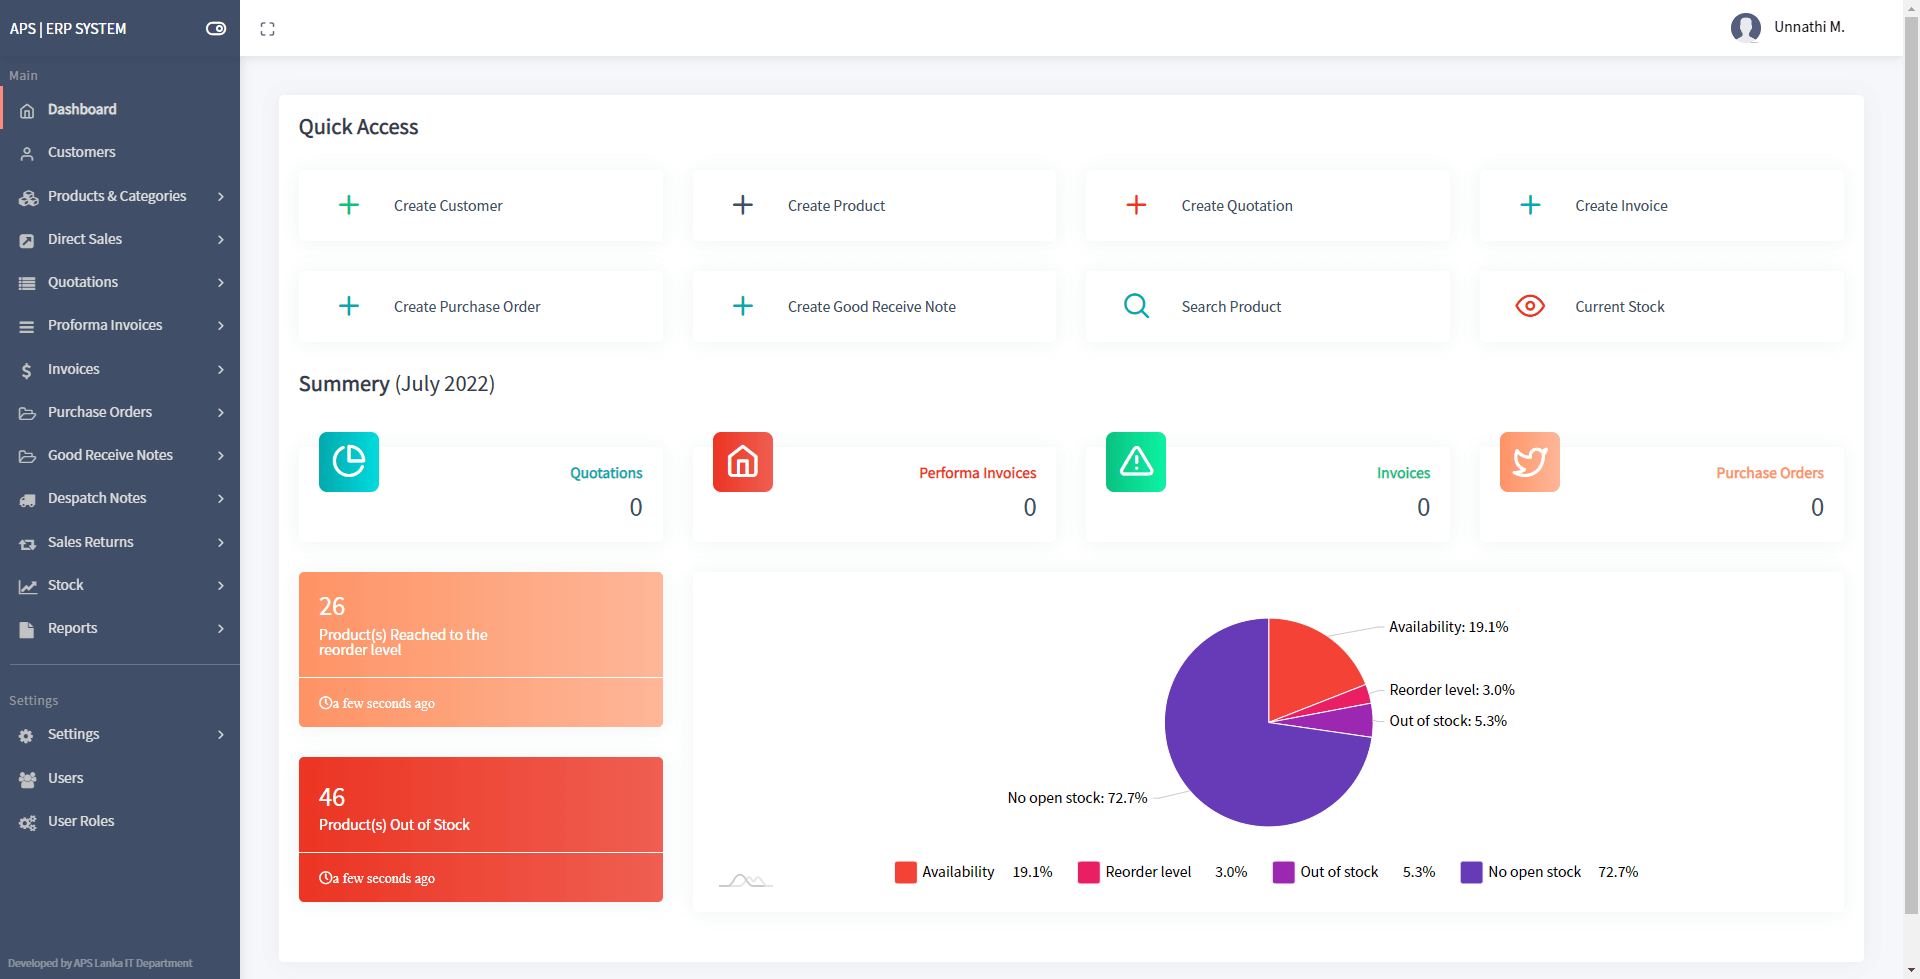 APS | ERP SYSTEM
Unnathi M.
Main
Dashboard
Customers
Products & Categories
Direct Sales
Quotations
Proforma Invoices
Invoices
Purchase Orders
Good Receive Notes
Despatch Notes
Sales Returns
Stock
Reports
Settings
Settings
Users
User Roles
Developed by APS Lanka IT Department
Quick Access
Create Customer
Create Product
Create Quotation
Create Invoice
Create Purchase Order
Create Good Receive Note
Search Product
Current Stock
Summery (July 2022)
Quotations
0
Performa Invoices
0
Invoices
0
Purchase Orders
0
26
Product(s) Reached to the
reorder level
a few seconds ago
46
Product(s) Out of Stock
a few seconds ago
Availability: 19.1%
Reorder level: 3.0%
Out of stock: 5.3%
No open stock: 72.7%
Availability 19.1%
Reorder level 3.0%
Out of stock 5.3%
No open stock 72.7%